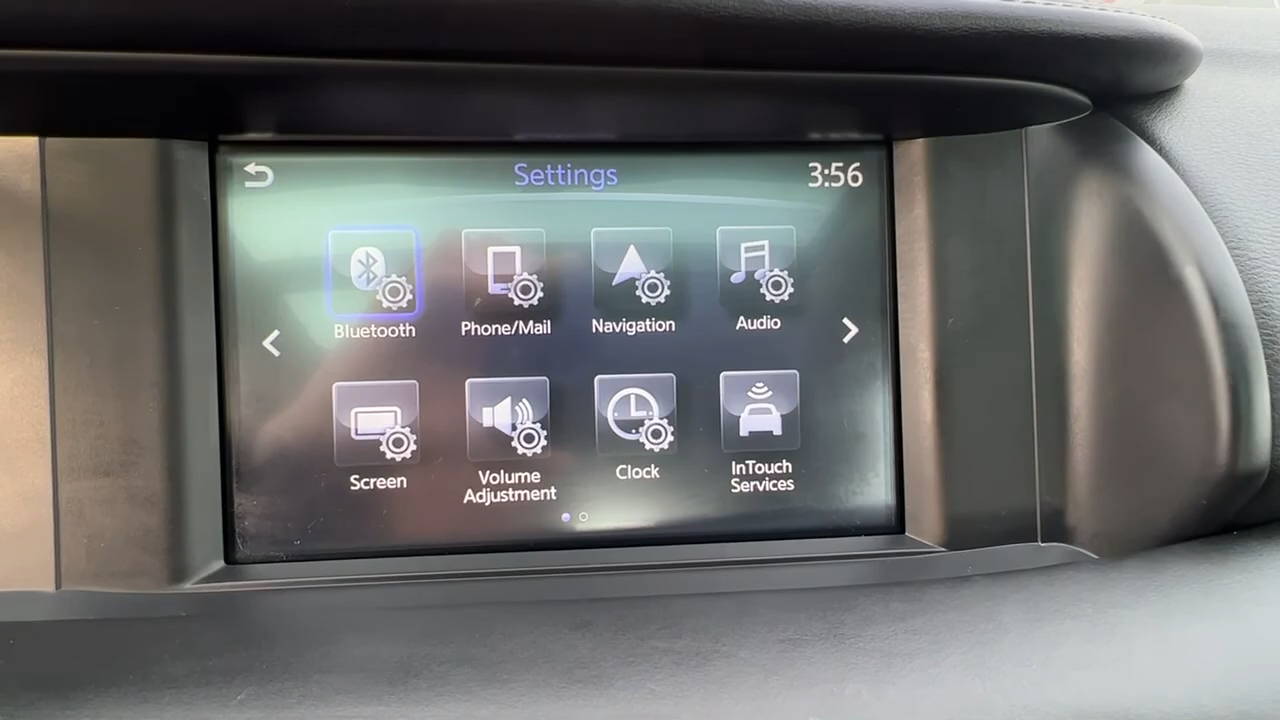 Settings
3:56
Bluetooth
Phone/Mail
Navigation
Audio
Screen
Volume
Adjustment
Clock
InTouch
Services